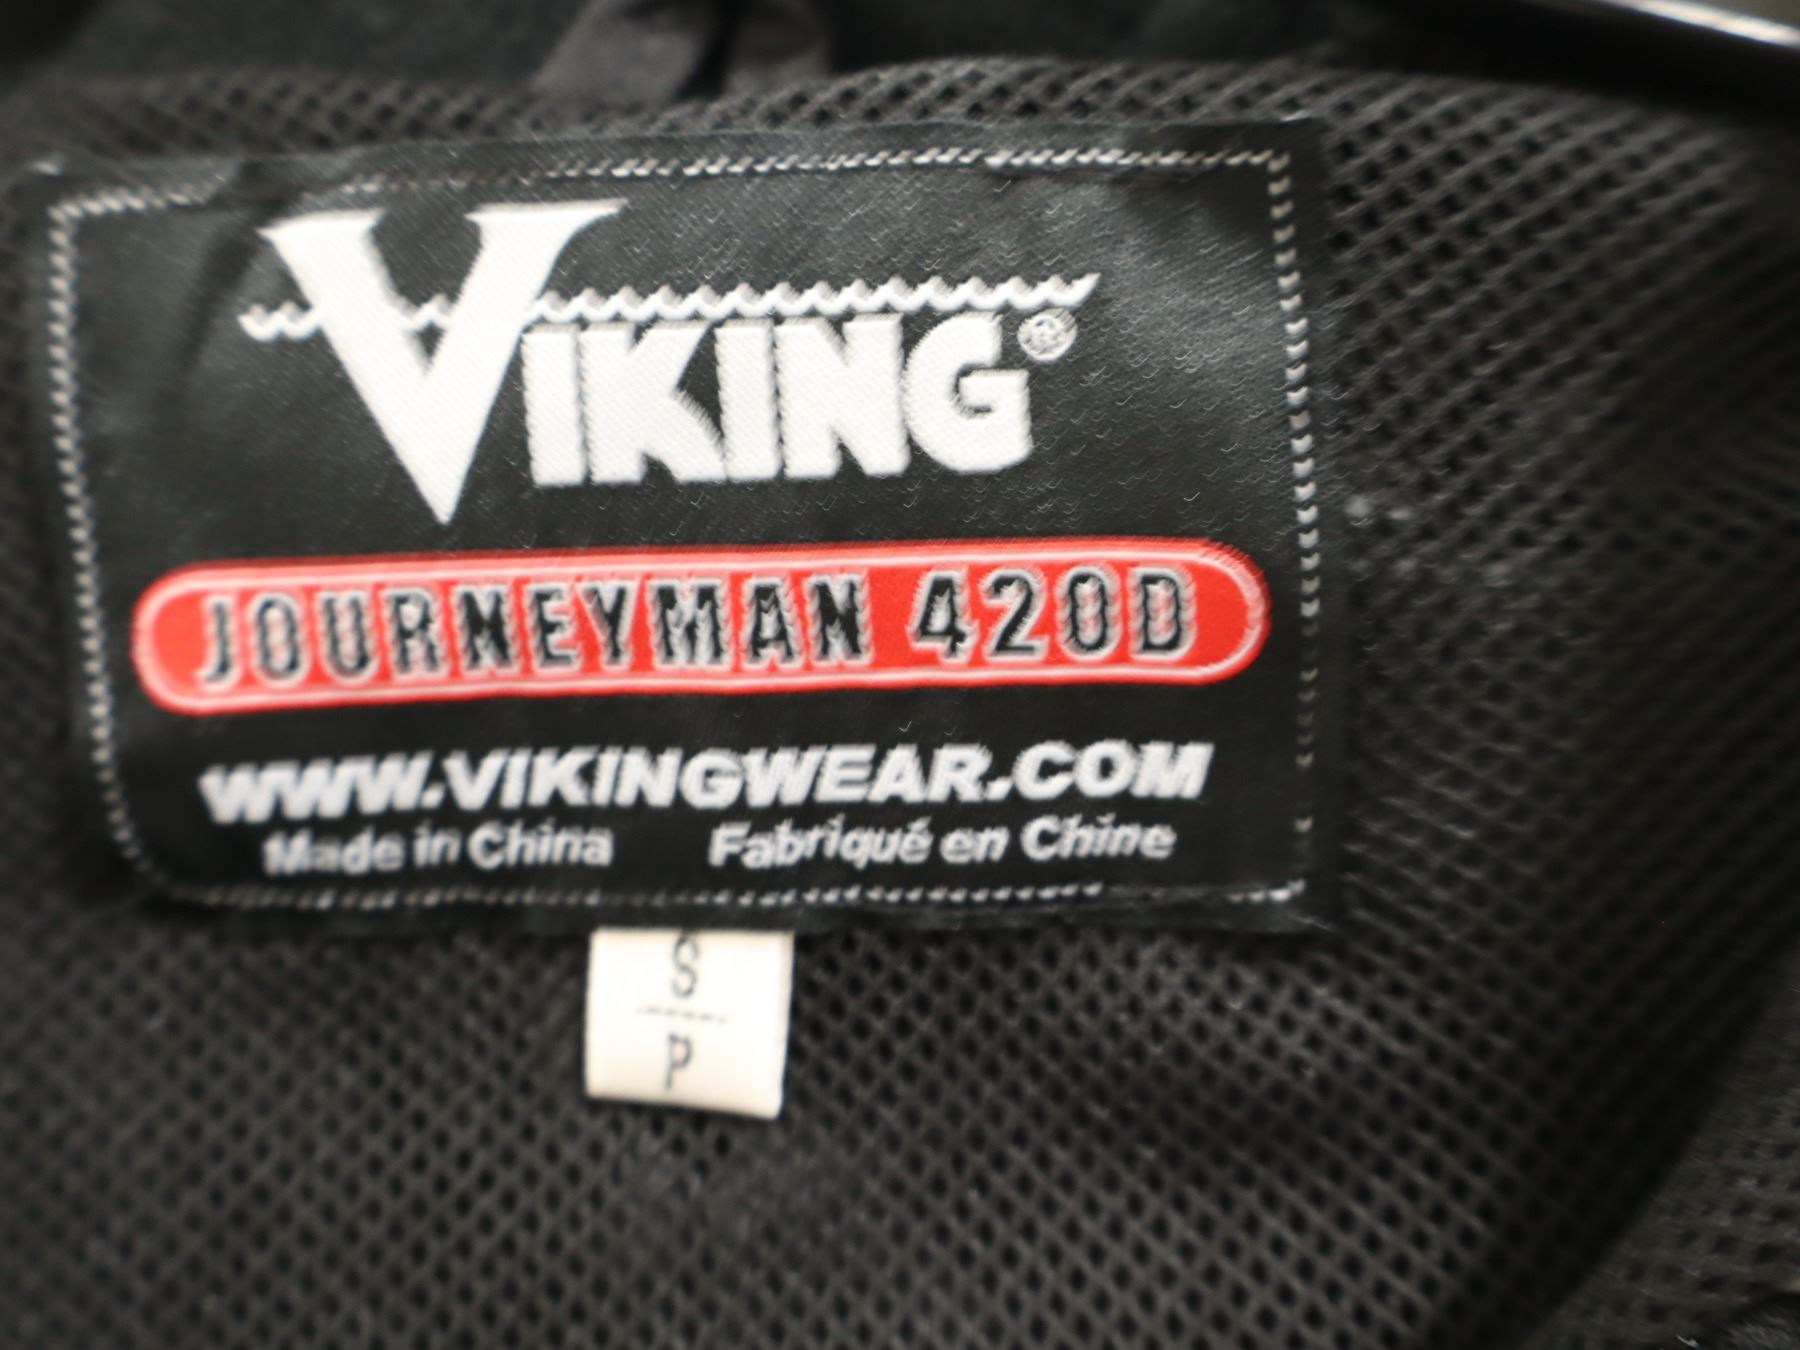 VIKING®
JOURNEYMAN 420D
WWW.VIKINGWEAR.COM
Made in China Fabriqué en Chine
S
P